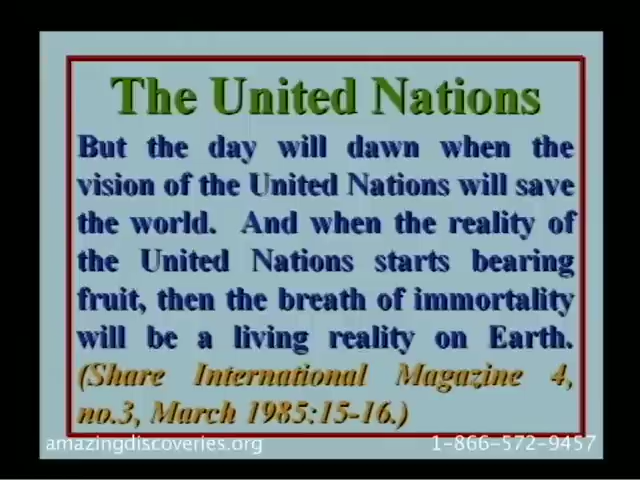 The United Nations
But the day will dawn when the
vision of the United Nations will save
the world. And when the reality of
the United Nations starts bearing
fruit, then the breath of immortality
will be a living reality on Earth.
(Share International Magazine 4,
no.3, March 1985:15-16.)
amazingdiscoveries.org 1-866-572-9457